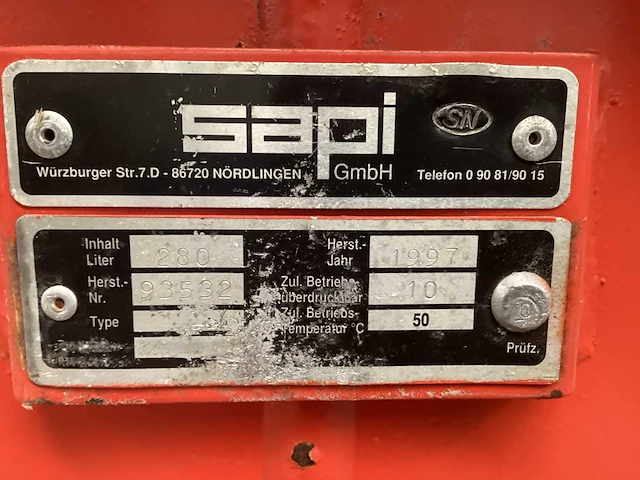 sapi
SN
Würzburger Str.7.D - 86720 NÖRDLINGEN GmbH Telefon 0 90 81/90 15
Inhalt Liter 280
Herst.- Jahr 1997
Herst.- Nr. 93532
Zul. Betriebs- überdruck bar 10
Type
Zul. Betriebs- Temperatur °C 50
Prüfz.